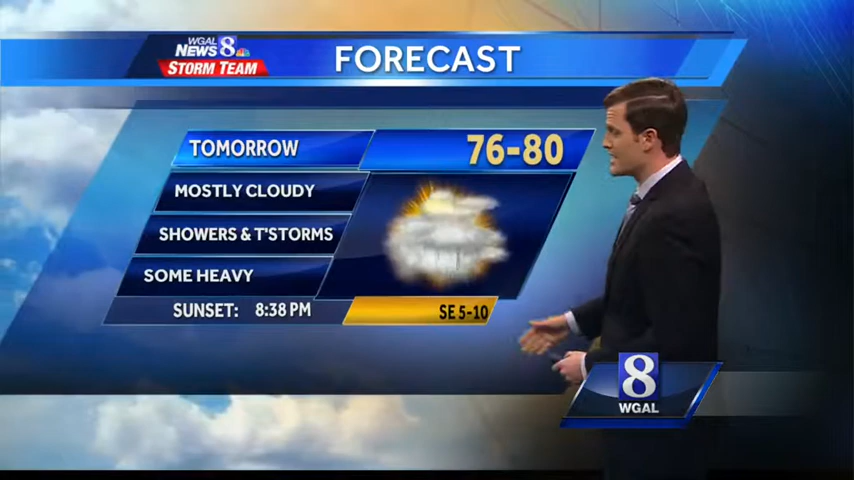 WGAL
NEWS 8
STORM TEAM
FORECAST
TOMORROW
76-80
MOSTLY CLOUDY
SHOWERS & T'STORMS
SOME HEAVY
SUNSET: 8:38 PM
SE 5-10
8
WGAL